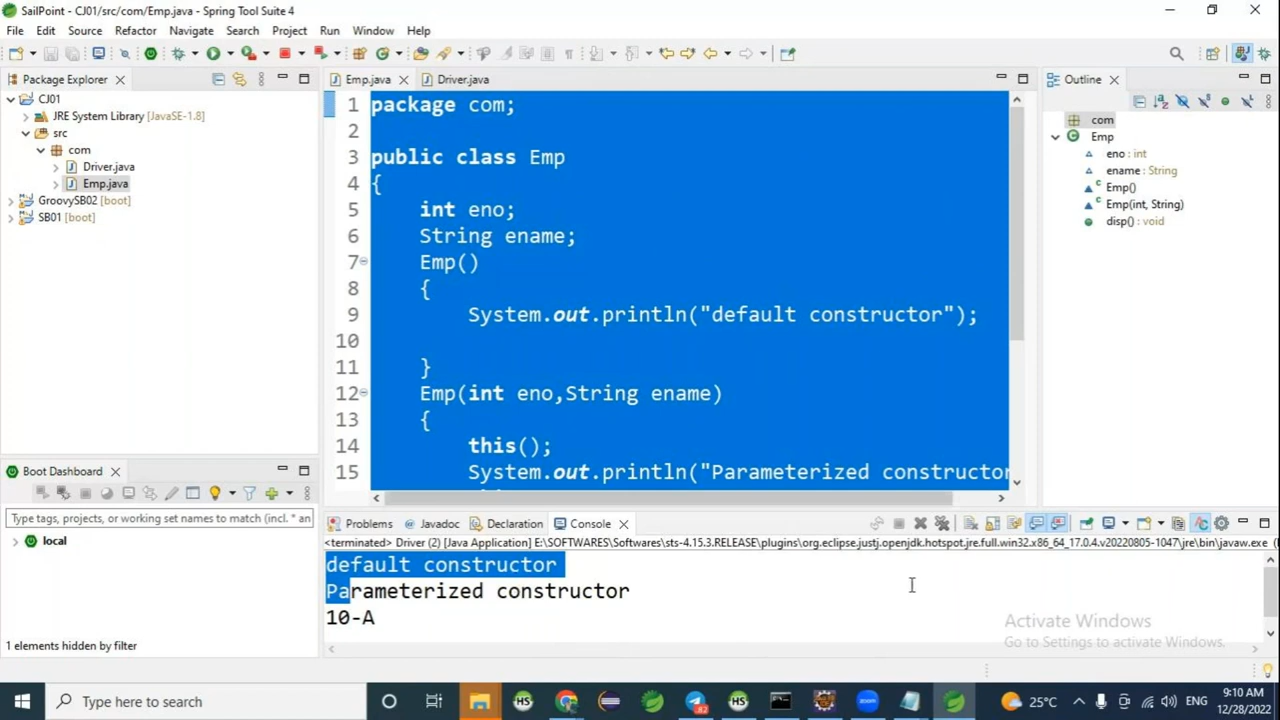 SailPoint - CJ01/src/com/Emp.java - Spring Tool Suite 4
File Edit Source Refactor Navigate Search Project Run Window Help
Package Explorer
CJ01
JRE System Library [JavaSE-1.8]
src
com
Driver.java
Emp.java
GroovySB02 [boot]
SB01 [boot]
Emp.java Driver.java
1 package com;
2
3 public class Emp
4 {
5 int eno;
6 String ename;
7 Emp()
8 {
9 System.out.println("default constructor");
10
11 }
12 Emp(int eno,String ename)
13 {
14 this();
15 System.out.println("Parameterized constructor
Outline
com
Emp
eno : int
ename : String
Emp()
Emp(int, String)
disp() : void
Boot Dashboard
Type tags, projects, or working set names to match (incl. * an
local
1 elements hidden by filter
Problems Javadoc Declaration Console
<terminated> Driver (2) [Java Application] E:\SOFTWARES\Softwares\sts-4.15.3.RELEASE\plugins\org.eclipse.justj.openjdk.hotspot.jre.full.win32.x86_64_17.0.4.v20220805-1047\jre\bin\javaw.exe
default constructor
Parameterized constructor
10-A
Activate Windows
Go to Settings to activate Windows.
Type here to search
25°C
ENG
9:10 AM
12/28/2022